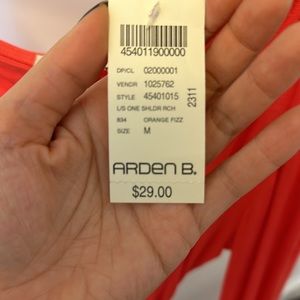 454011900000
DP/CL 02000001
VENDR 1025762
STYLE 45401015
L/S ONE SHLDR RCH
834 ORANGE FIZZ
SIZE M
2311
ARDEN B.
$29.00